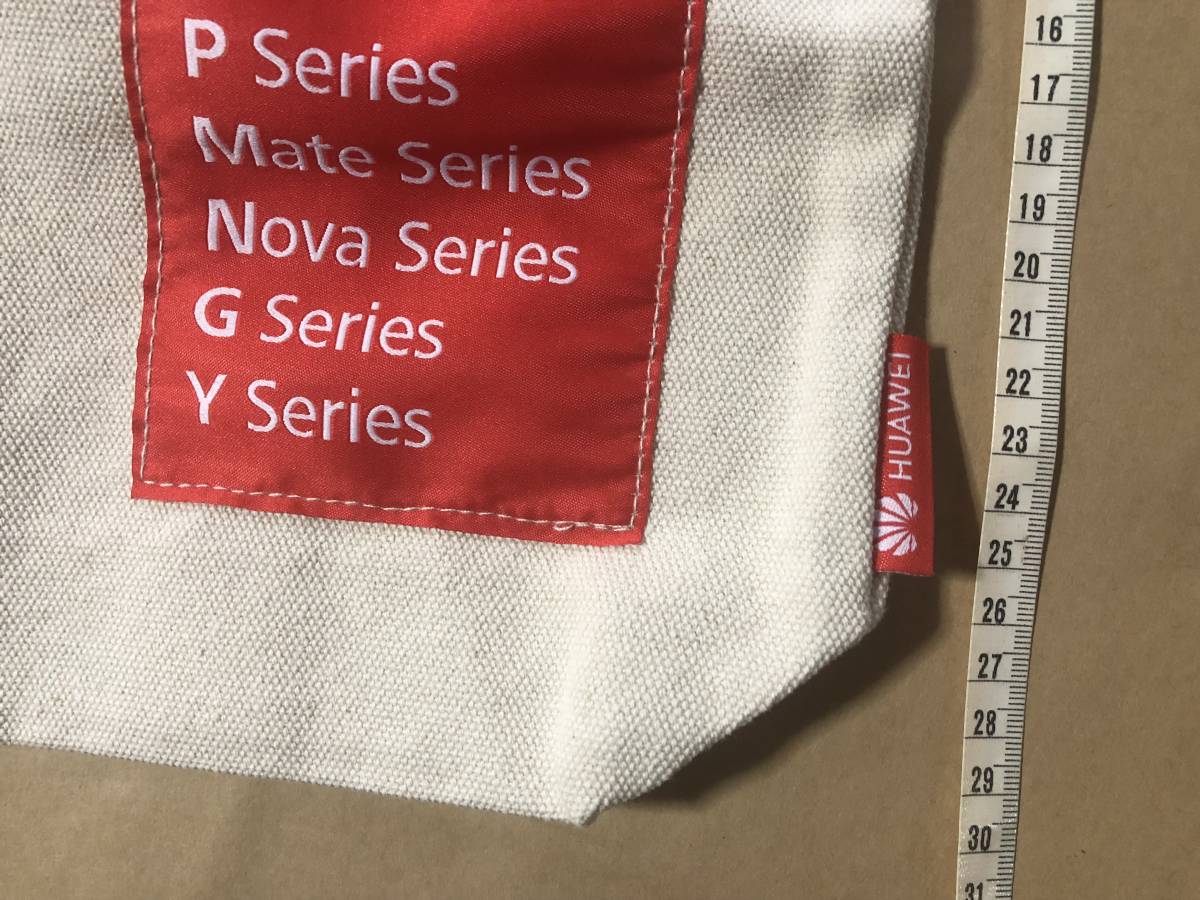 P Series
Mate Series
Nova Series
G Series
Y Series
HUAWEI
16
17
18
19
20
21
22
23
24
25
26
27
28
29
30
31